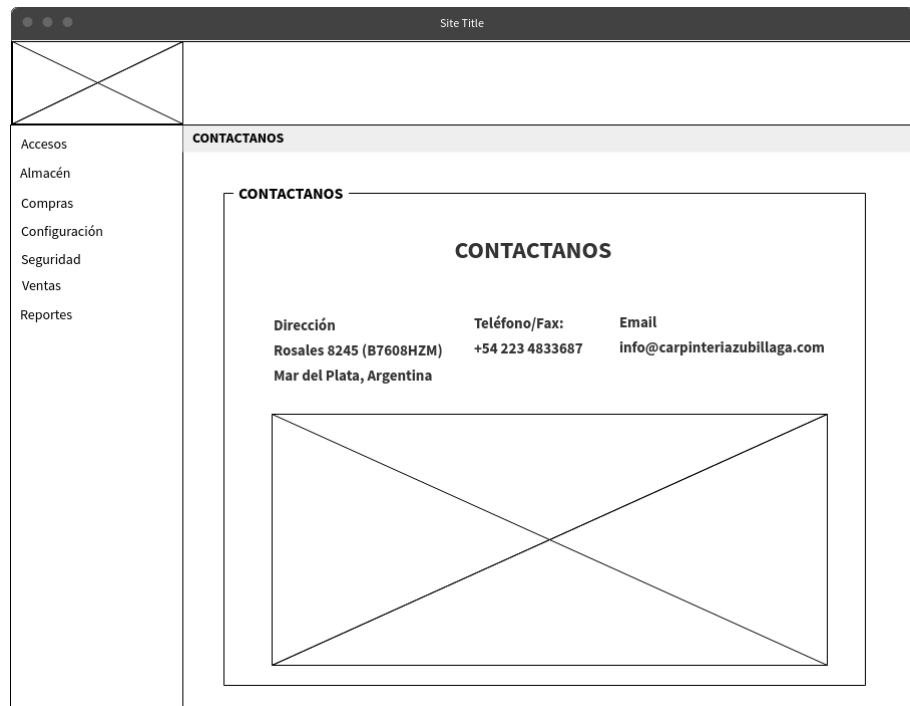 Site Title
Accesos
Almacén
Compras
Configuración
Seguridad
Ventas
Reportes
CONTACTANOS
CONTACTANOS
CONTACTANOS
Dirección
Rosales 8245 (B7608HZM)
Mar del Plata, Argentina
Teléfono/Fax:
+54 223 4833687
Email
info@carpinteriazubillaga.com